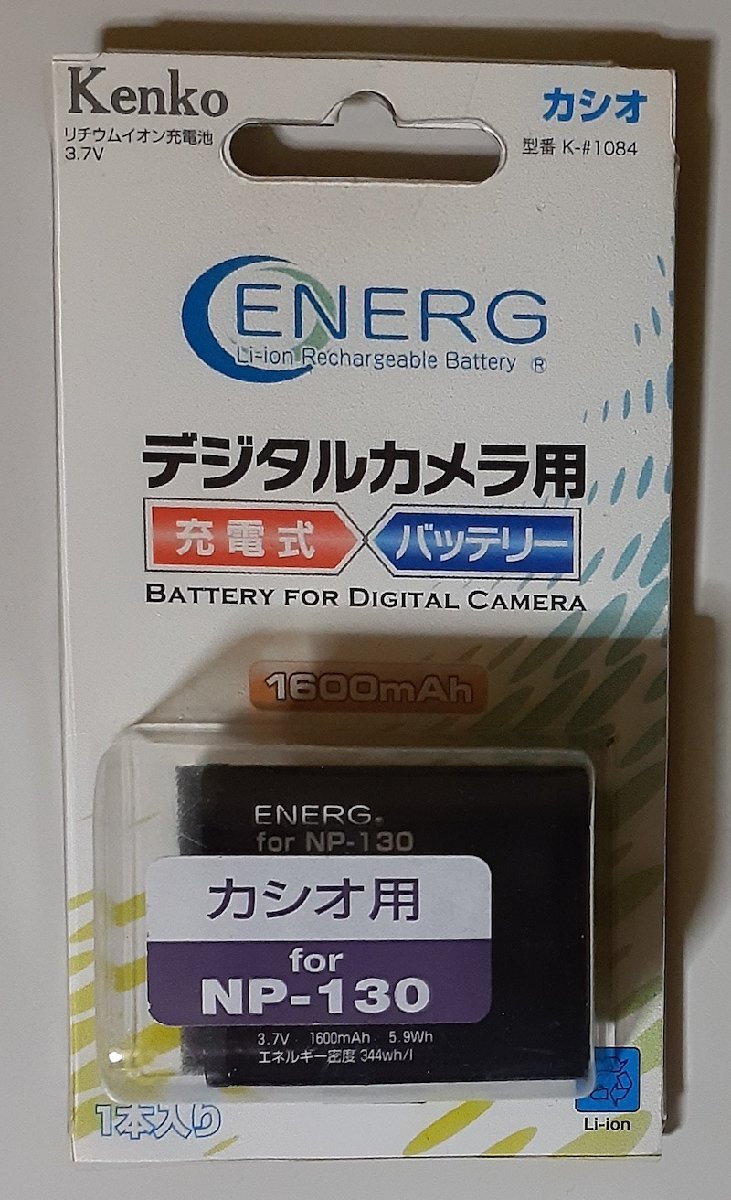 Kenko
リチウムイオン充電池
3.7V
カシオ
型番 K-#1084
ENERG
Li-ion Rechargeable Battery ®
デジタルカメラ用
充電式 バッテリー
BATTERY FOR DIGITAL CAMERA
1600mAh
ENERG®
for NP-130
カシオ用
for
NP-130
3.7V 1600mAh 5.9Wh
エネルギー密度 344wh/l
1本入り
Li-ion